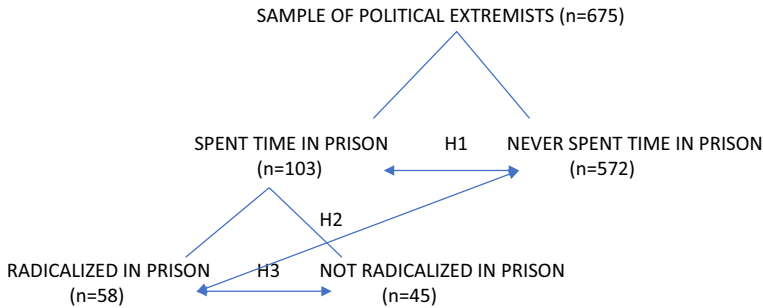 SAMPLE OF POLITICAL EXTREMISTS (n=675)
SPENT TIME IN PRISON H1 NEVER SPENT TIME IN PRISON
(n=103) (n=572)
H2
RADICALIZED IN PRISON H3 NOT RADICALIZED IN PRISON
(n=58) (n=45)